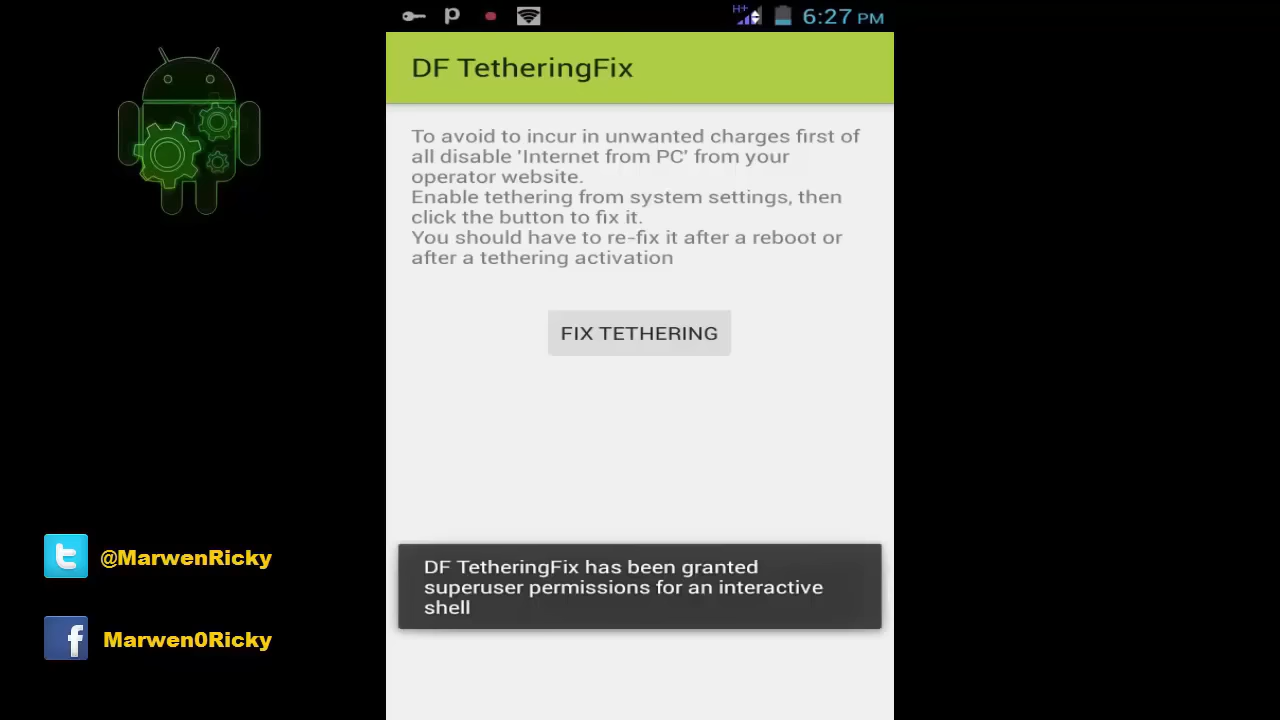 H+ 6:27 PM
DF TetheringFix
To avoid to incur in unwanted charges first of
all disable 'Internet from PC' from your
operator website.
Enable tethering from system settings, then
click the button to fix it.
You should have to re-fix it after a reboot or
after a tethering activation
FIX TETHERING
DF TetheringFix has been granted
superuser permissions for an interactive
shell
@MarwenRicky
Marwen0Ricky